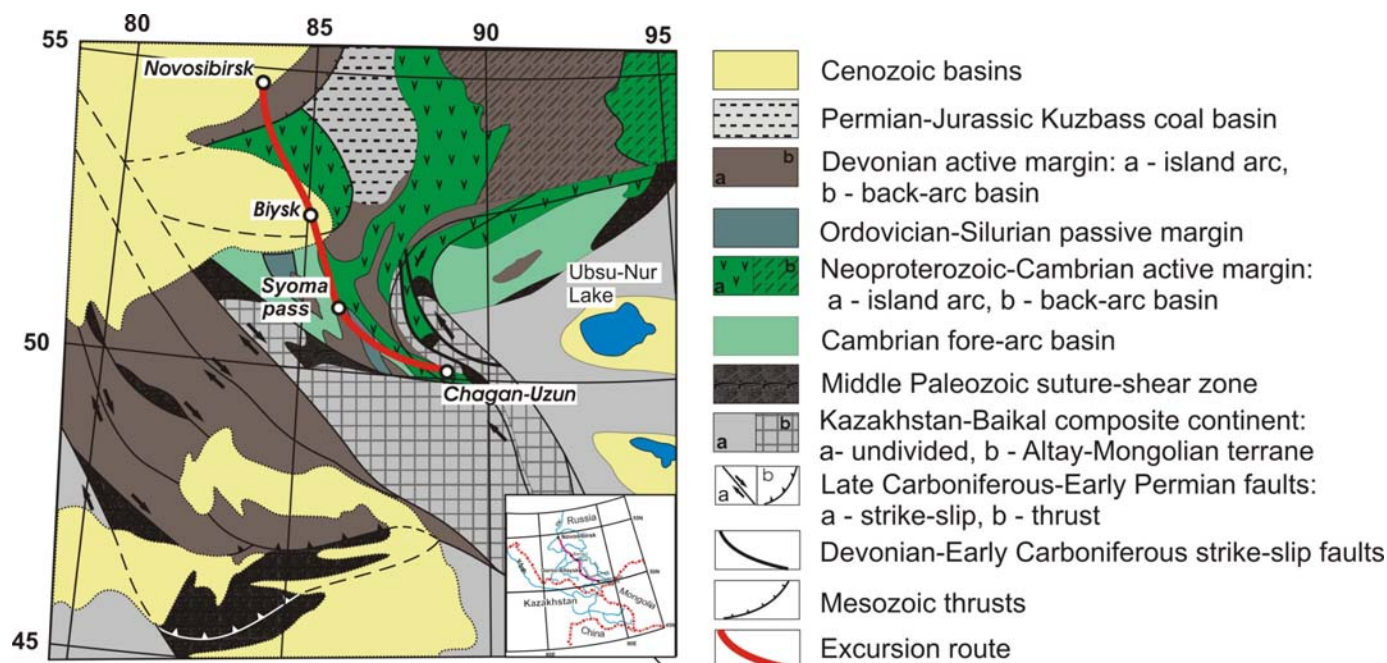 80
85
90
95
55
50
45
Novosibirsk
Biysk
Syoma
pass
Chagan-Uzun
Ubsu-Nur
Lake
Russia
Novosibirsk
Kazakhstan
Mongolia
China
Cenozoic basins
Permian-Jurassic Kuzbass coal basin
a b
Devonian active margin: a - island arc,
b - back-arc basin
Ordovician-Silurian passive margin
a b
Neoproterozoic-Cambrian active margin:
a - island arc, b - back-arc basin
Cambrian fore-arc basin
Middle Paleozoic suture-shear zone
a b
Kazakhstan-Baikal composite continent:
a- undivided, b - Altay-Mongolian terrane
a b
Late Carboniferous-Early Permian faults:
a - strike-slip, b - thrust
Devonian-Early Carboniferous strike-slip faults
Mesozoic thrusts
Excursion route